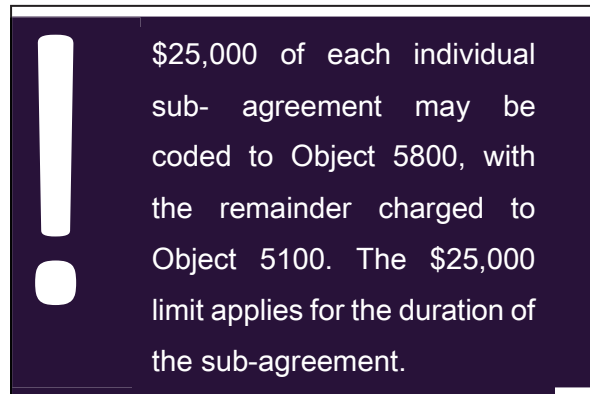 !
$25,000 of each individual
sub- agreement may be
coded to Object 5800, with
the remainder charged to
Object 5100. The $25,000
limit applies for the duration of
the sub-agreement.